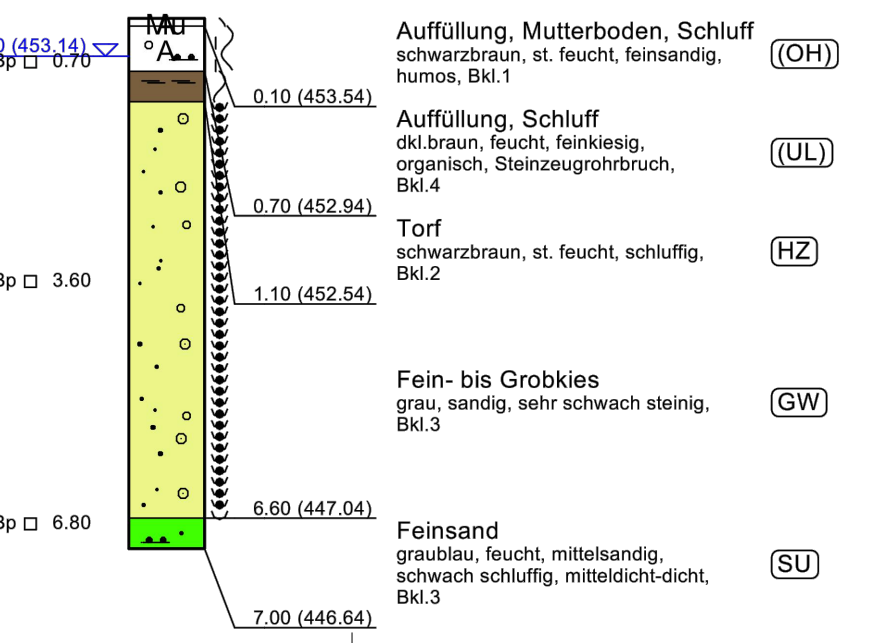 Mu
A
0 (453.14)
Bp 0.70
0.10 (453.54)
Auffüllung, Mutterboden, Schluff
schwarzbraun, st. feucht, feinsandig,
humos, Bkl.1
(OH)
0.70 (452.94)
Auffüllung, Schluff
dkl.braun, feucht, feinkiesig,
organisch, Steinzeugrohrbruch,
Bkl.4
(UL)
1.10 (452.54)
Torf
schwarzbraun, st. feucht, schluffig,
Bkl.2
HZ
Bp 3.60
Fein- bis Grobkies
grau, sandig, sehr schwach steinig,
Bkl.3
GW
6.60 (447.04)
Bp 6.80
Feinsand
graublau, feucht, mittelsandig,
schwach schluffig, mitteldicht-dicht,
Bkl.3
SU
7.00 (446.64)